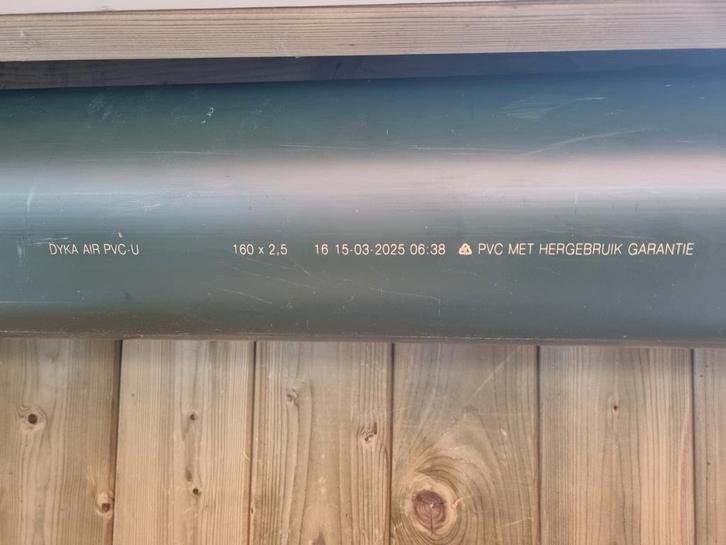 DYKA AIR PVC-U 160 x 2,5 16 15-03-2025 06:38 PVC MET HERGEBRUIK GARANTIE